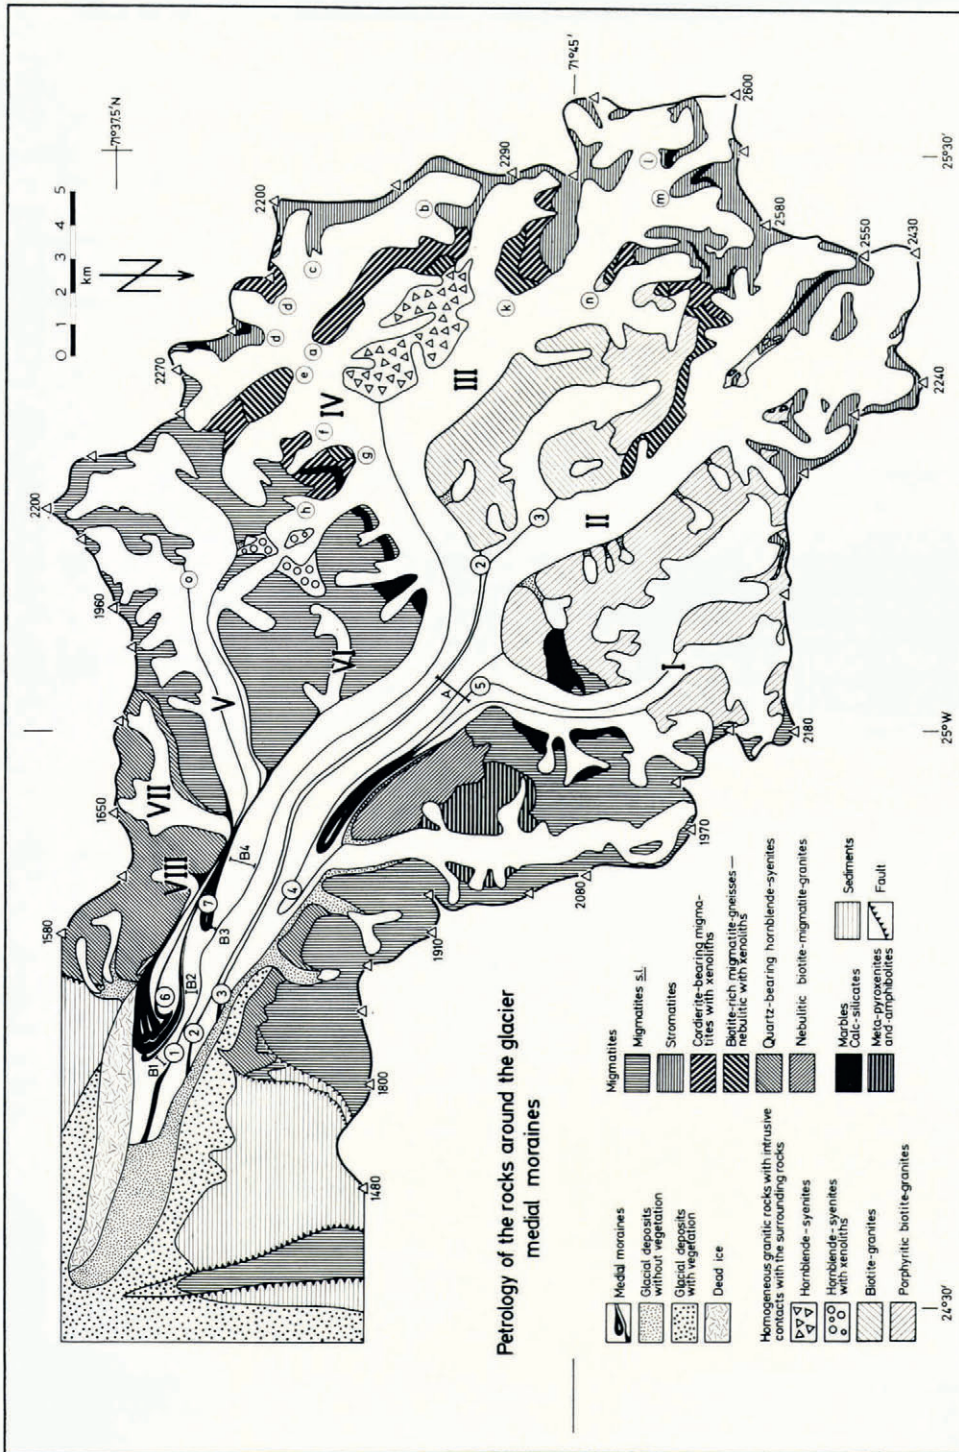 Petrology of the rocks around the glacier
medial moraines
Medial moraines
Glacial deposits
without vegetation
Glacial deposits
with vegetation
Dead ice
Homogeneous granitic rocks with intrusive
contacts with the surrounding rocks
Hornblende-syenites
Hornblende-syenites
with xenoliths
Biotite-granites
Porphyritic biotite-granites
Migmatites
Migmatites s.l.
Stromatites
Cordierite-bearing migma-
tites with xenoliths
Biotite-rich migmatite-gneisses —
nebulitic with xenoliths
Quartz-bearing hornblende-syenites
Nebulitic biotite-migmatite-granites
Marbles
Calc-silicates
Meta-pyroxenites
and-amphibolites
Sediments
Fault
0 1 2 3 4 5
km
N
71°37.5'N
71°45'
24°30'
25°W
25°30'
1580
1650
1960
2200
2270
2200
2290
2600
2580
2550
2430
2240
2180
1970
2080
1910
1800
1480
I
II
III
IV
V
VI
VII
VIII
A
B1
B2
B3
B4
1
2
3
4
5
6
7
2
3
a
b
c
d
d
e
f
g
h
k
l
m
n
o